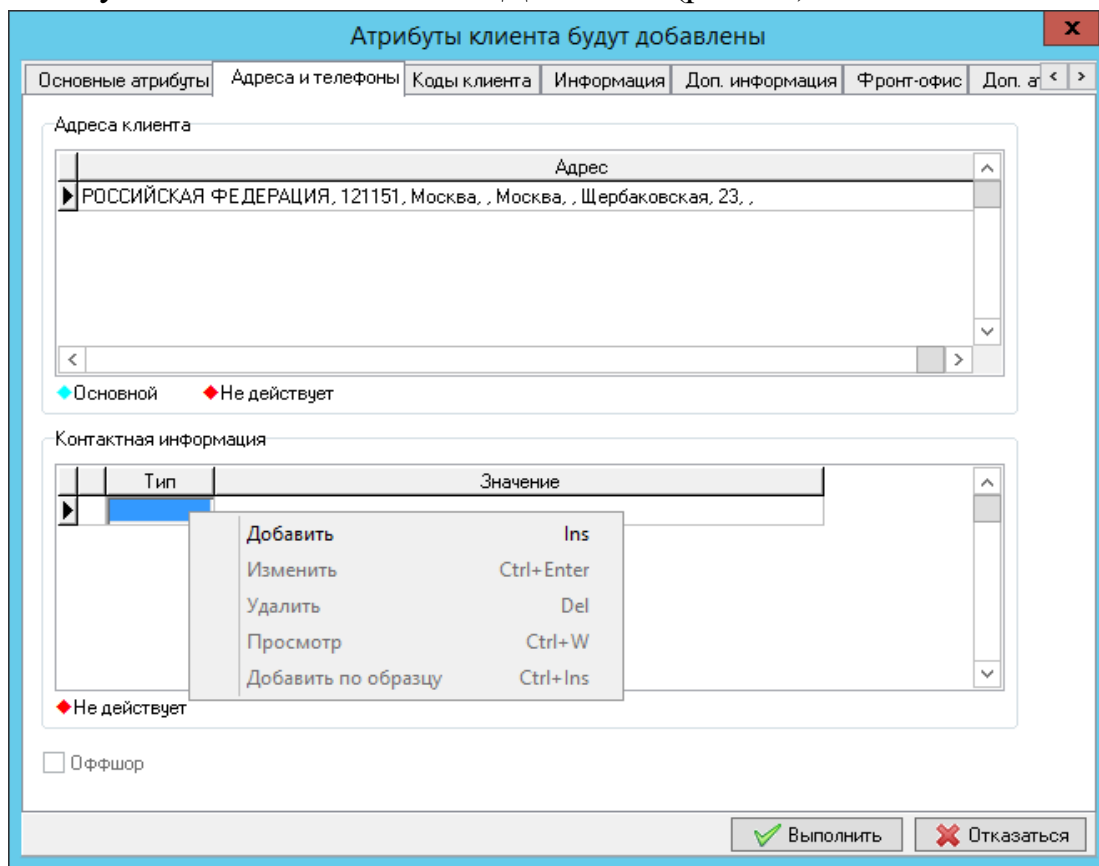 Атрибуты клиента будут добавлены
x
Основные атрибуты Адреса и телефоны Коды клиента Информация Доп. информация Фронт-офис Доп. а
Адреса клиента
Адрес
РОССИЙСКАЯ ФЕДЕРАЦИЯ, 121151, Москва, , Москва, , Щербаковская, 23, ,
Основной Не действует
Контактная информация
Тип Значение
Добавить Ins
Изменить Ctrl+Enter
Удалить Del
Просмотр Ctrl+W
Добавить по образцу Ctrl+Ins
Не действует
Оффшор
Выполнить Отказаться